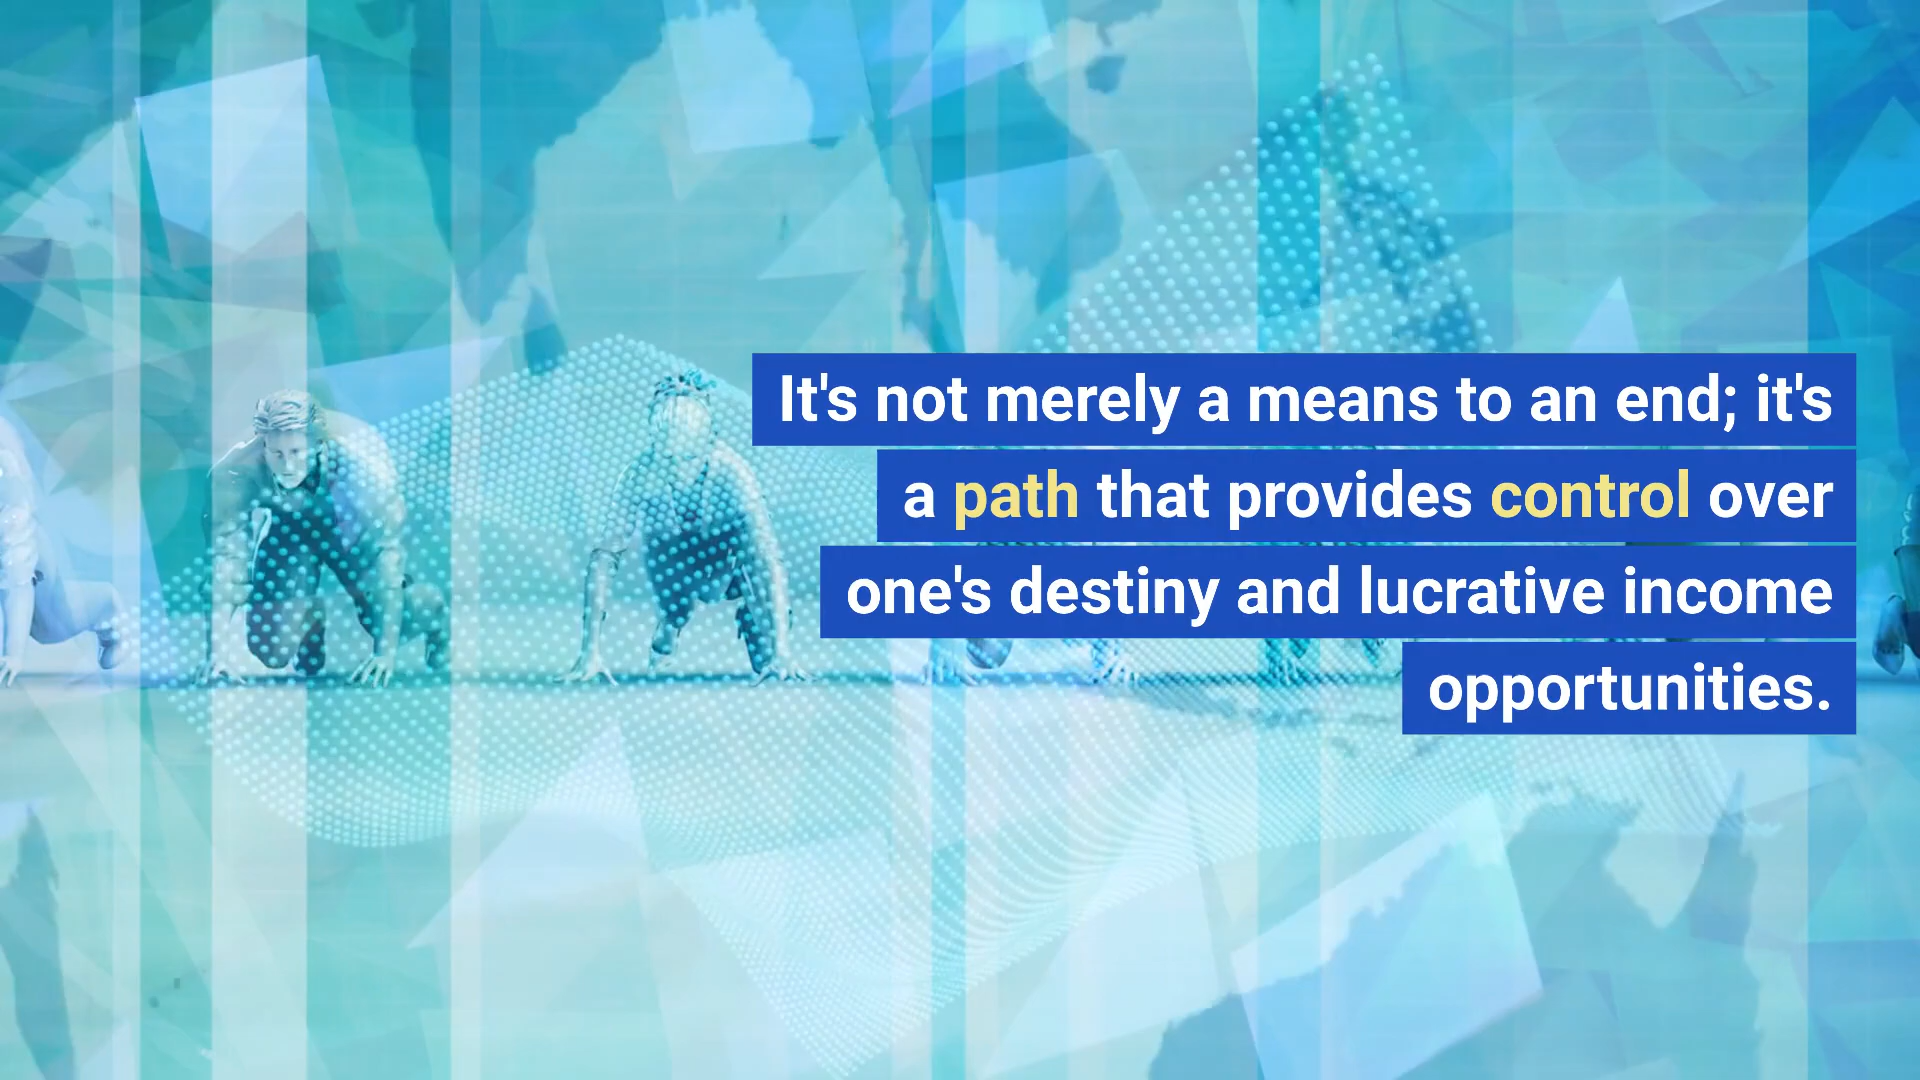 It's not merely a means to an end; it's
a path that provides control over
one's destiny and lucrative income
opportunities.